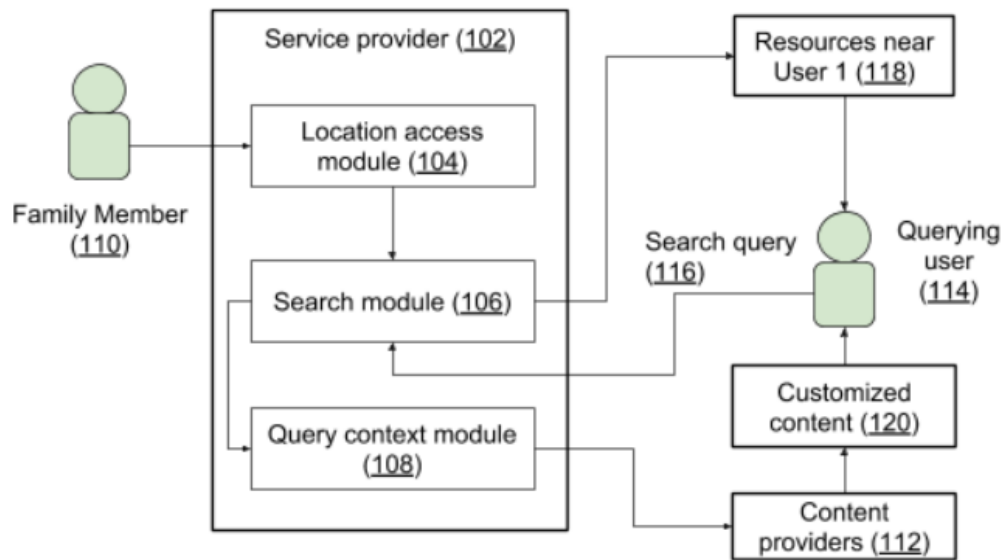 Service provider (102)
Resources near
User 1 (118)
Location access
module (104)
Family Member
(110)
Search query
(116)
Querying
user
(114)
Search module (106)
Customized
content (120)
Query context module
(108)
Content
providers (112)